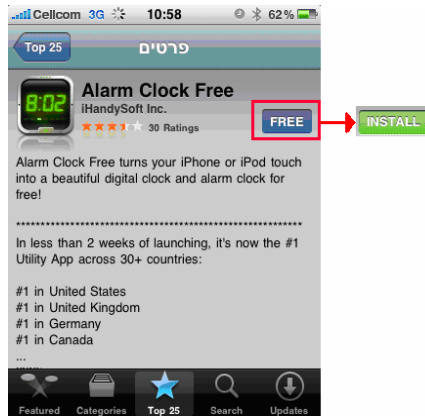 Cellcom 3G 10:58 62%
Top 25 פרטים
Alarm Clock Free
8:02 iHandySoft Inc.
30 Ratings
FREE INSTALL
Alarm Clock Free turns your iPhone or iPod touch
into a beautiful digital clock and alarm clock for
free!
************************************************************
In less than 2 weeks of launching, it's now the #1
Utility App across 30+ countries:
#1 in United States
#1 in United Kingdom
#1 in Germany
#1 in Canada
...
Featured Categories Top 25 Search Updates